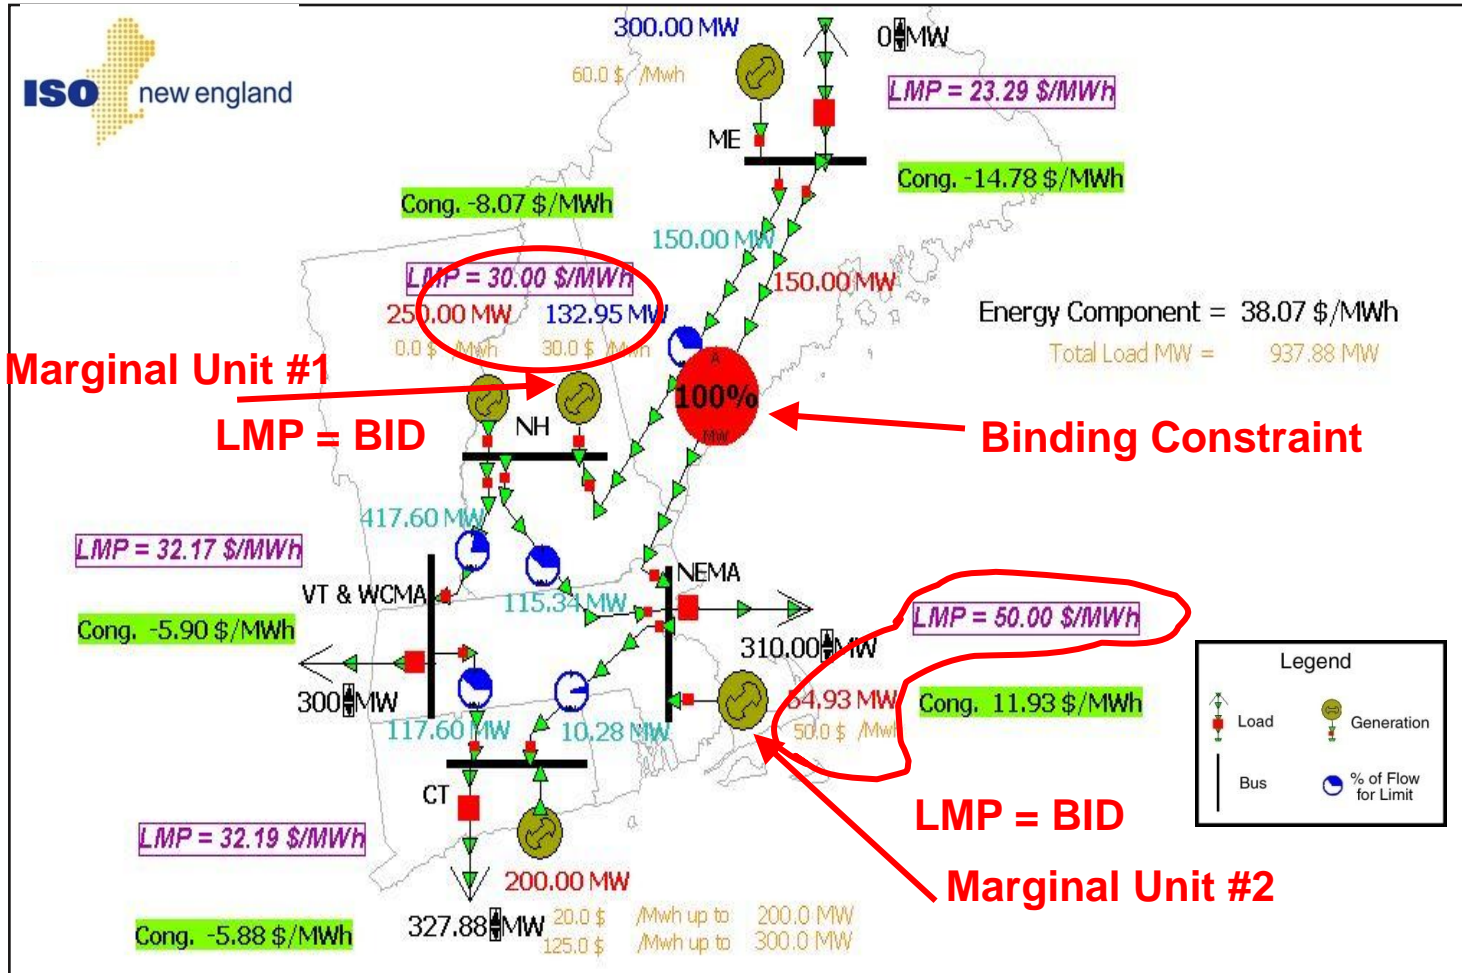 300.00 MW
0 MW
ISO new england
60.0 $ /Mwh
LMP = 23.29 $/MWh
ME
Cong. -14.78 $/MWh
Cong. -8.07 $/MWh
150.00 MW
LMP = 30.00 $/MWh
150.00 MW
250.00 MW 132.95 MW
Energy Component = 38.07 $/MWh
0.0 $ /Mwh 30.0 $ /Mwh
Total Load MW = 937.88 MW
Marginal Unit #1
A
100%
MW
LMP = BID
NH
Binding Constraint
417.60 MW
LMP = 32.17 $/MWh
NEMA
VT & WCMA
115.34 MW
LMP = 50.00 $/MWh
Cong. -5.90 $/MWh
310.00 MW
Legend
300 MW
54.93 MW
Cong. 11.93 $/MWh
Load
Generation
117.60 MW
10.28 MW
50.0 $ /Mwh
Bus
% of Flow
for Limit
CT
LMP = 32.19 $/MWh
LMP = BID
200.00 MW
Marginal Unit #2
327.88 MW
20.0 $ /Mwh up to 200.0 MW
Cong. -5.88 $/MWh
125.0 $ /Mwh up to 300.0 MW